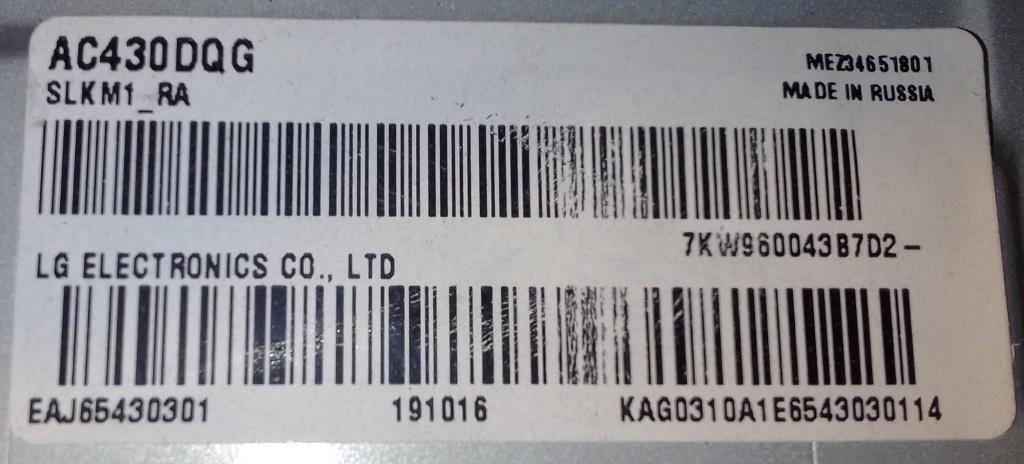 AC430DQG
MEZ34651801
SLKM1_RA
MADE IN RUSSIA
7KW960043B7D2-
LG ELECTRONICS CO., LTD
EAJ65430301 191016 KAG0310A1E6543030114